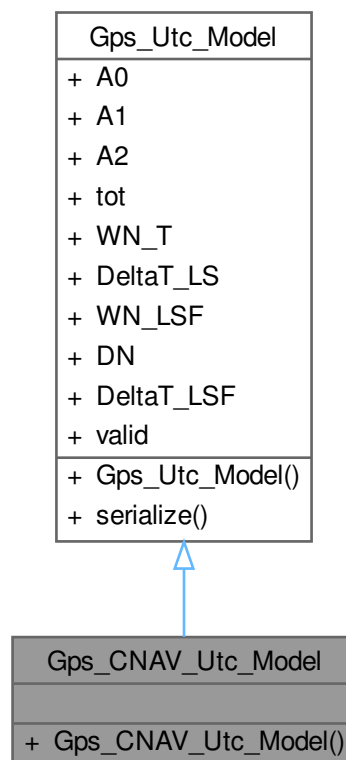 Gps_Utc_Model
+ A0
+ A1
+ A2
+ tot
+ WN_T
+ DeltaT_LS
+ WN_LSF
+ DN
+ DeltaT_LSF
+ valid
+ Gps_Utc_Model()
+ serialize()
Gps_CNAV_Utc_Model
+ Gps_CNAV_Utc_Model()